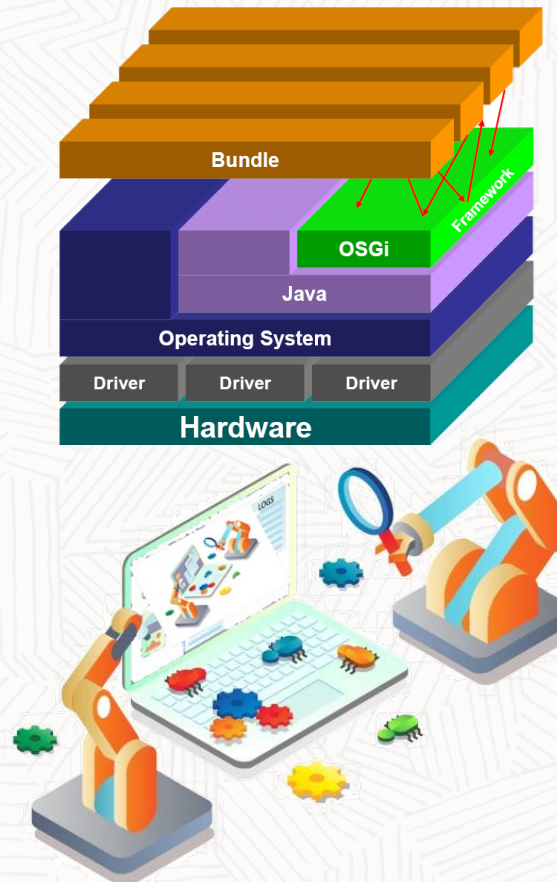 Bundle
Framework
OSGi
Java
Operating System
Driver Driver Driver
Hardware
LOGS